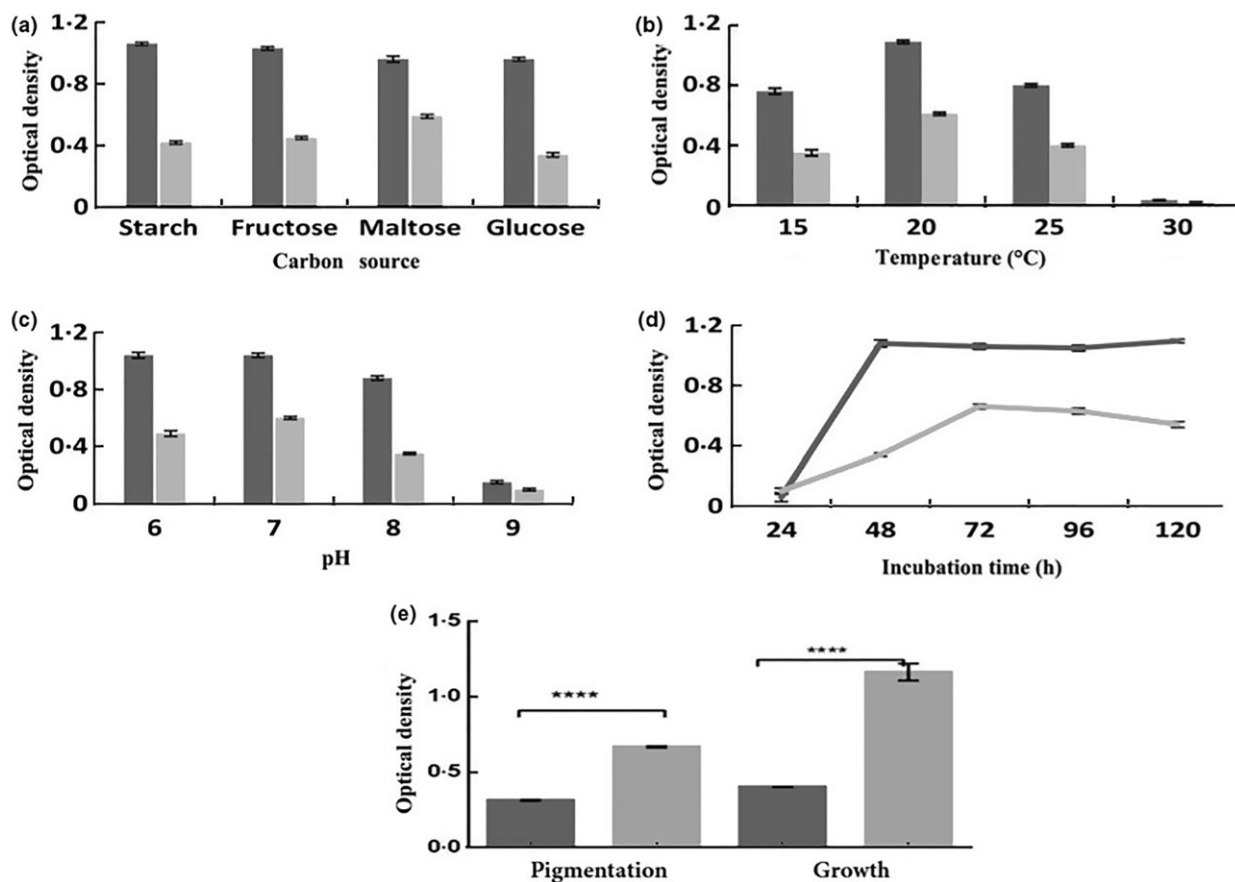 (a)
1·2
0·8
0·4
0
Optical density
Starch Fructose Maltose Glucose
Carbon source
(b)
1·2
0·8
0·4
0
Optical density
15 20 25 30
Temperature (°C)
(c)
1·2
0·8
0·4
0
Optical density
6 7 8 9
pH
(d)
1·2
0·8
0·4
0
Optical density
24 48 72 96 120
Incubation time (h)
(e)
1·5
1·0
0·5
0·0
Optical density
****
****
Pigmentation Growth